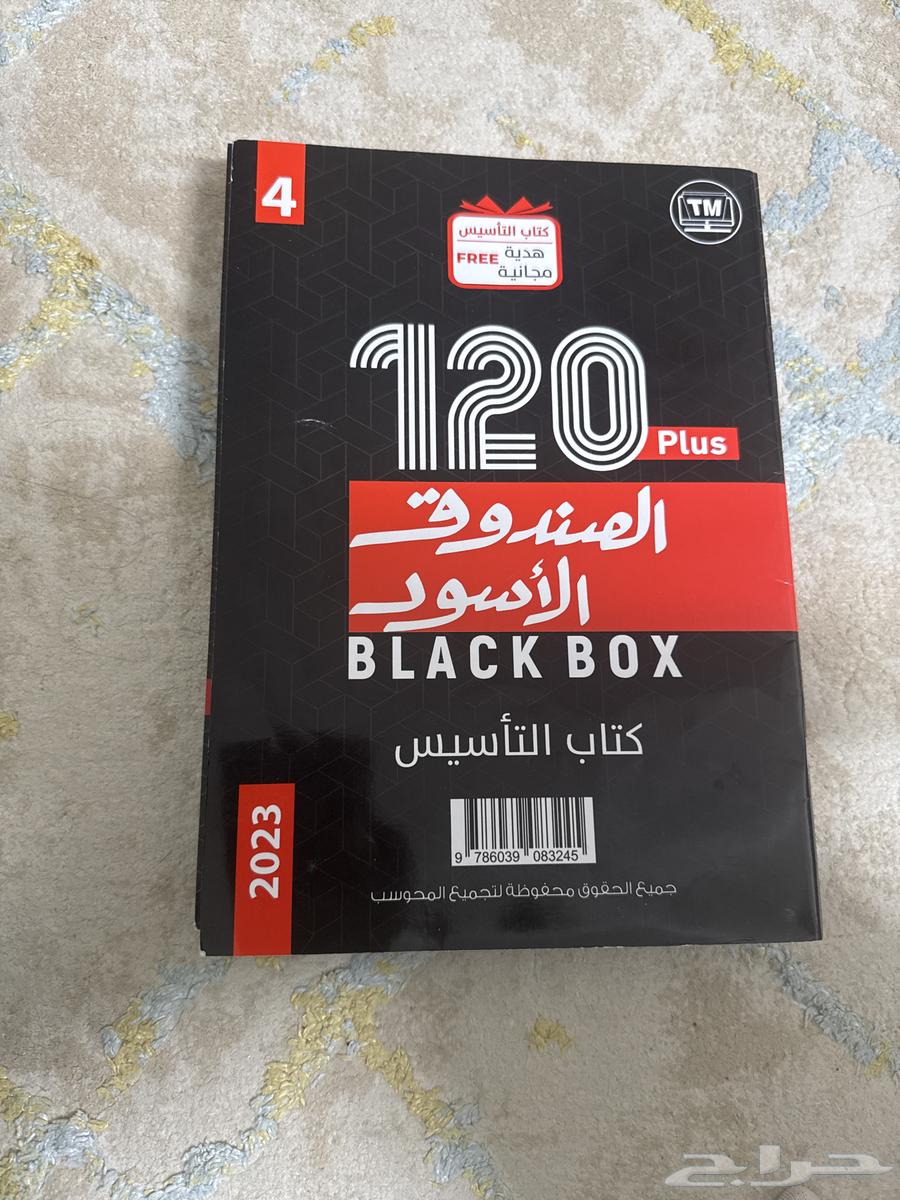 4
TM
كتاب التأسيس
هدية
FREE
مجانية
120
Plus
الصندوق
الأسود
BLACK BOX
كتاب التأسيس
9 786039 083245
2023
جميع الحقوق محفوظة لتجميع المحوسب
حراج